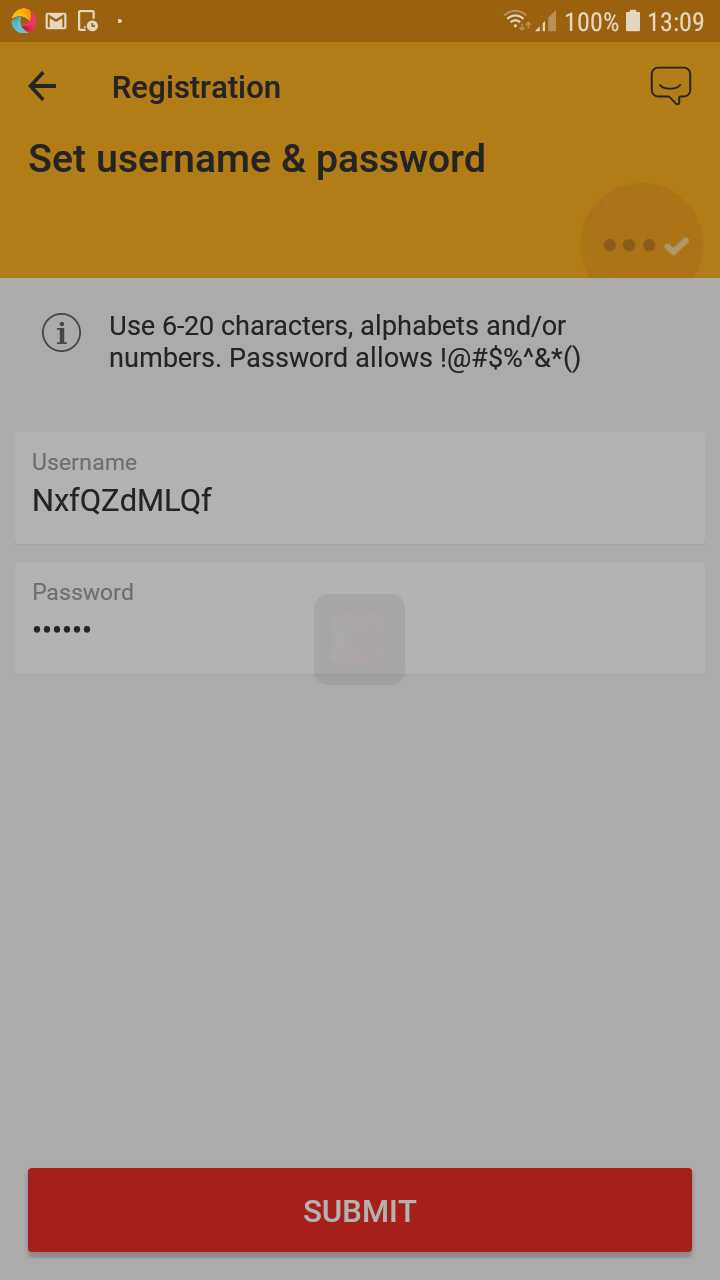 100% 13:09
Registration
Set username & password
Use 6-20 characters, alphabets and/or
numbers. Password allows !@#$%^&*()
Username
NxfQZdMLQf
Password
••••••
SUBMIT